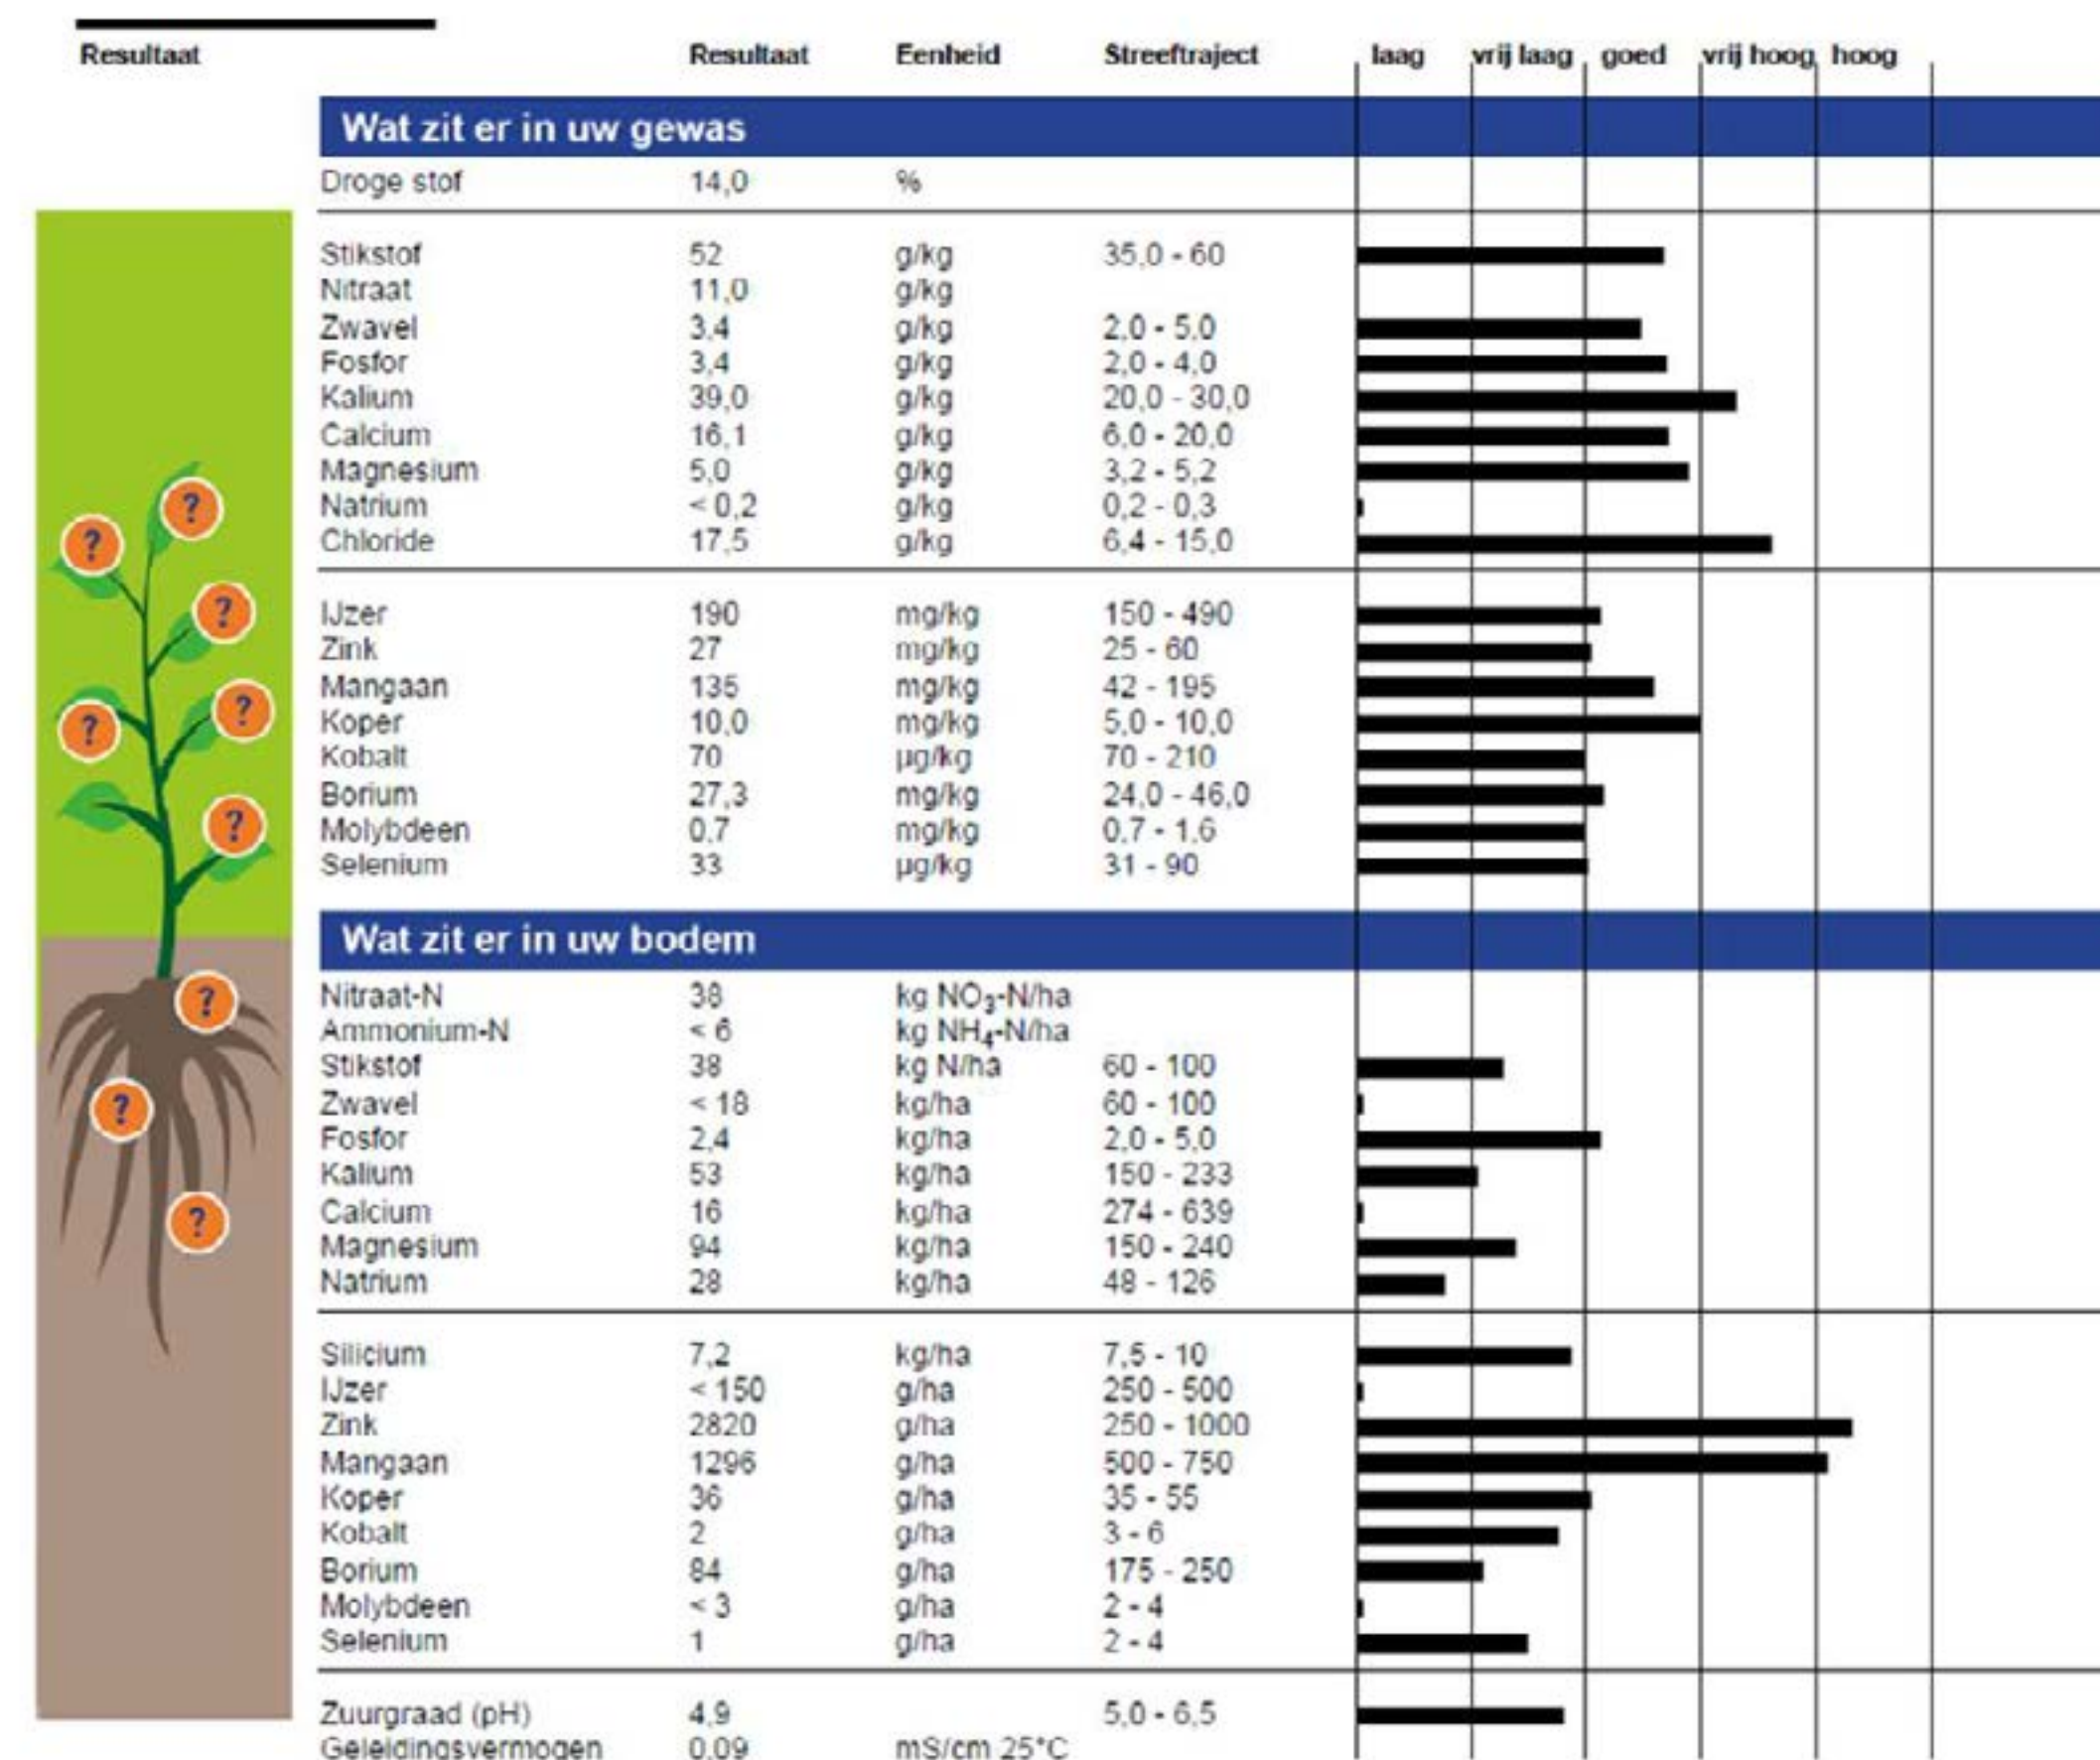 Resultaat Resultaat Eenheid Streeftraject laag vrij laag goed vrij hoog hoog
Wat zit er in uw gewas
Droge stof 14,0 %
Stikstof 52 g/kg 35,0 - 60
Nitraat 11,0 g/kg
Zwavel 3,4 g/kg 2,0 - 5,0
Fosfor 3,4 g/kg 2,0 - 4,0
Kalium 39,0 g/kg 20,0 - 30,0
Calcium 16,1 g/kg 6,0 - 20,0
Magnesium 5,0 g/kg 3,2 - 5,2
Natrium < 0,2 g/kg 0,2 - 0,3
Chloride 17,5 g/kg 6,4 - 15,0
IJzer 190 mg/kg 150 - 490
Zink 27 mg/kg 25 - 60
Mangaan 135 mg/kg 42 - 195
Koper 10,0 mg/kg 5,0 - 10,0
Kobalt 70 µg/kg 70 - 210
Borium 27,3 mg/kg 24,0 - 46,0
Molybdeen 0,7 mg/kg 0,7 - 1,6
Selenium 33 µg/kg 31 - 90
Wat zit er in uw bodem
Nitraat-N 38 kg NO₃-N/ha
Ammonium-N < 6 kg NH₄-N/ha
Stikstof 38 kg N/ha 60 - 100
Zwavel < 18 kg/ha 60 - 100
Fosfor 2,4 kg/ha 2,0 - 5,0
Kalium 53 kg/ha 150 - 233
Calcium 16 kg/ha 274 - 639
Magnesium 94 kg/ha 150 - 240
Natrium 28 kg/ha 48 - 126
Silicium 7,2 kg/ha 7,5 - 10
IJzer < 150 g/ha 250 - 500
Zink 2820 g/ha 250 - 1000
Mangaan 1296 g/ha 500 - 750
Koper 36 g/ha 35 - 55
Kobalt 2 g/ha 3 - 6
Borium 84 g/ha 175 - 250
Molybdeen < 3 g/ha 2 - 4
Selenium 1 g/ha 2 - 4
Zuurgraad (pH) 4,9 5,0 - 6,5
Geleidingsvermogen 0,09 mS/cm 25°C
?
?
?
?
?
?
?
?
?